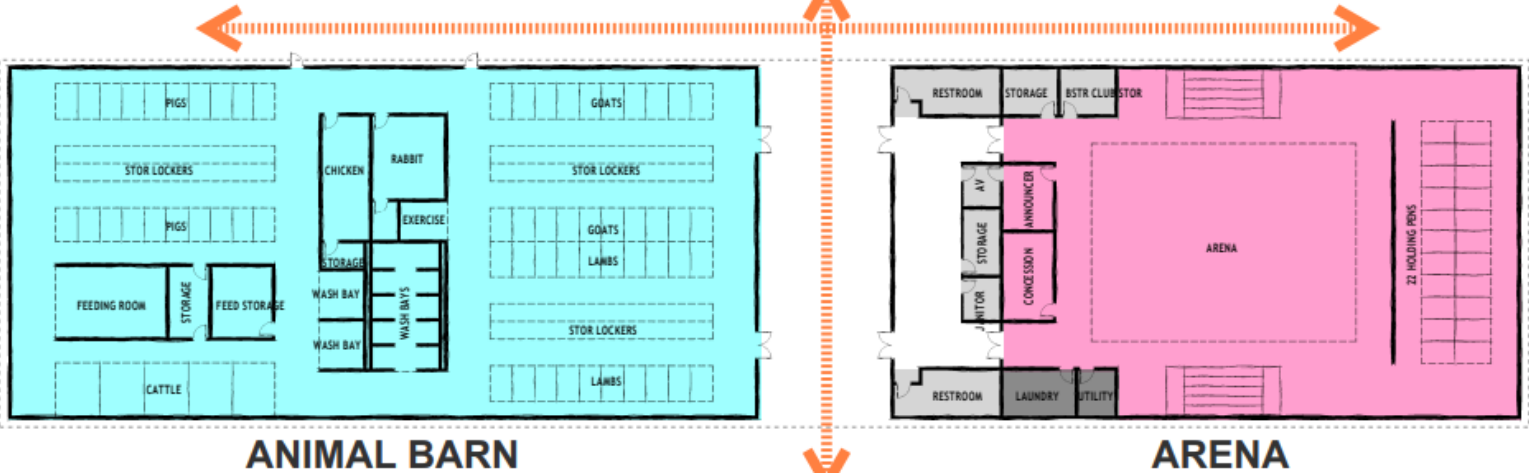 PIGS
GOATS
STOR LOCKERS
CHICKEN
RABBIT
STOR LOCKERS
PIGS
EXERCISE
GOATS
LAMBS
STORAGE
FEEDING ROOM
STORAGE
FEED STORAGE
WASH BAY
WASH BAYS
WASH BAY
STOR LOCKERS
CATTLE
LAMBS
ANIMAL BARN
RESTROOM
STORAGE
BSTR CLUB STOR
AV
ANNOUNCER
STORAGE
CONCESSION
JANITOR
ARENA
22 HOLDING PENS
RESTROOM
LAUNDRY
UTILITY
ARENA